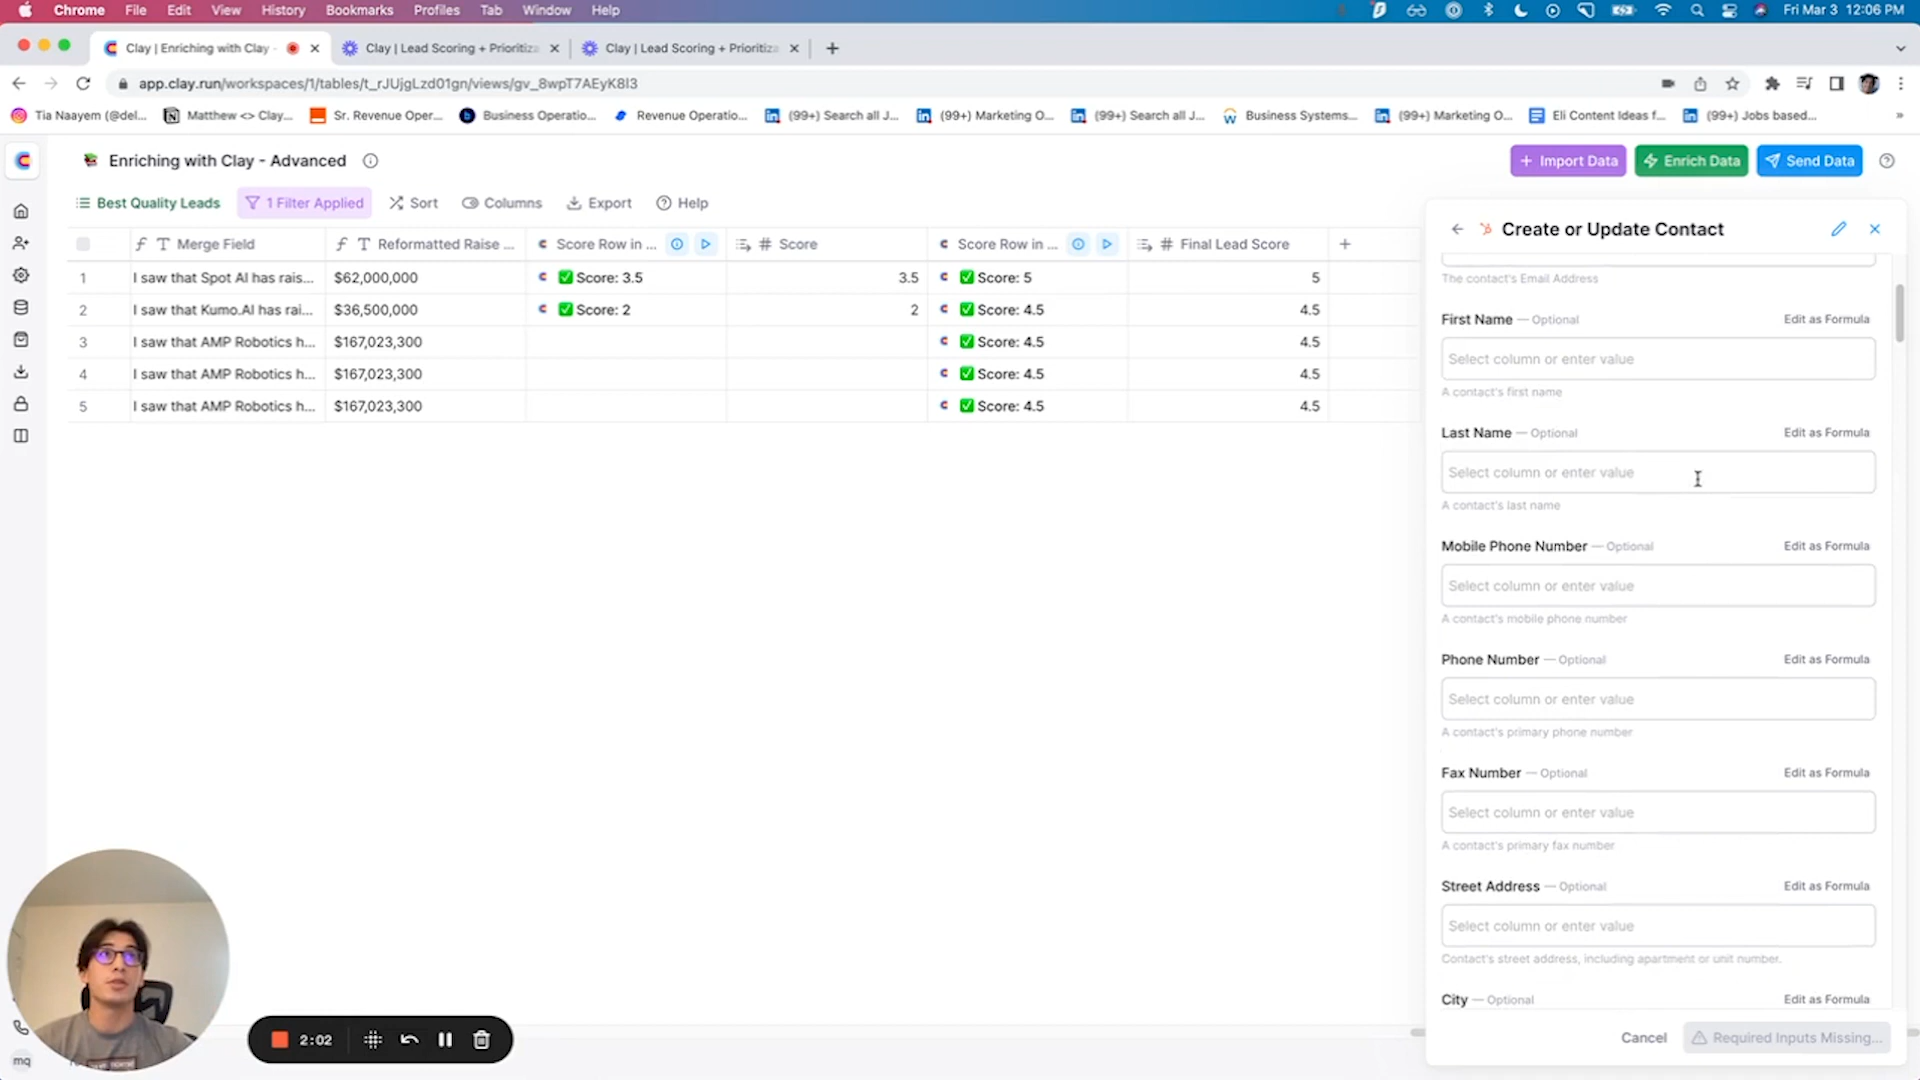 Chrome File Edit View History Bookmarks Profiles Tab Window Help Fri Mar 3 12:06 PM
Clay | Enriching with Clay - Clay | Lead Scoring + Prioritiza Clay | Lead Scoring + Prioritiza
app.clay.run/workspaces/1/tables/t_rJUjgLzd01gn/views/gv_8wpT7AEyK8I3
Tia Naayem (@del... Matthew <> Clay... Sr. Revenue Oper... Business Operatio... Revenue Operatio... (99+) Search all J... (99+) Marketing O... (99+) Search all J... Business Systems... (99+) Marketing O... Eli Content Ideas f... (99+) Jobs based... »
Enriching with Clay - Advanced + Import Data Enrich Data Send Data
Best Quality Leads 1 Filter Applied Sort Columns Export Help
Merge Field Reformatted Raise ... Score Row in ... # Score Score Row in ... # Final Lead Score +
1 I saw that Spot AI has rais... $62,000,000 Score: 3.5 3.5 Score: 5 5
2 I saw that Kumo.AI has rai... $36,500,000 Score: 2 2 Score: 4.5 4.5
3 I saw that AMP Robotics h... $167,023,300 Score: 4.5 4.5
4 I saw that AMP Robotics h... $167,023,300 Score: 4.5 4.5
5 I saw that AMP Robotics h... $167,023,300 Score: 4.5 4.5
Create or Update Contact
The contact's Email Address
First Name — Optional Edit as Formula
Select column or enter value
A contact's first name
Last Name — Optional Edit as Formula
Select column or enter value
A contact's last name
Mobile Phone Number — Optional Edit as Formula
Select column or enter value
A contact's mobile phone number
Phone Number — Optional Edit as Formula
Select column or enter value
A contact's primary phone number
Fax Number — Optional Edit as Formula
Select column or enter value
A contact's primary fax number
Street Address — Optional Edit as Formula
Select column or enter value
Contact's street address, including apartment or unit number.
City — Optional Edit as Formula
Cancel Required Inputs Missing...
2:02
mq